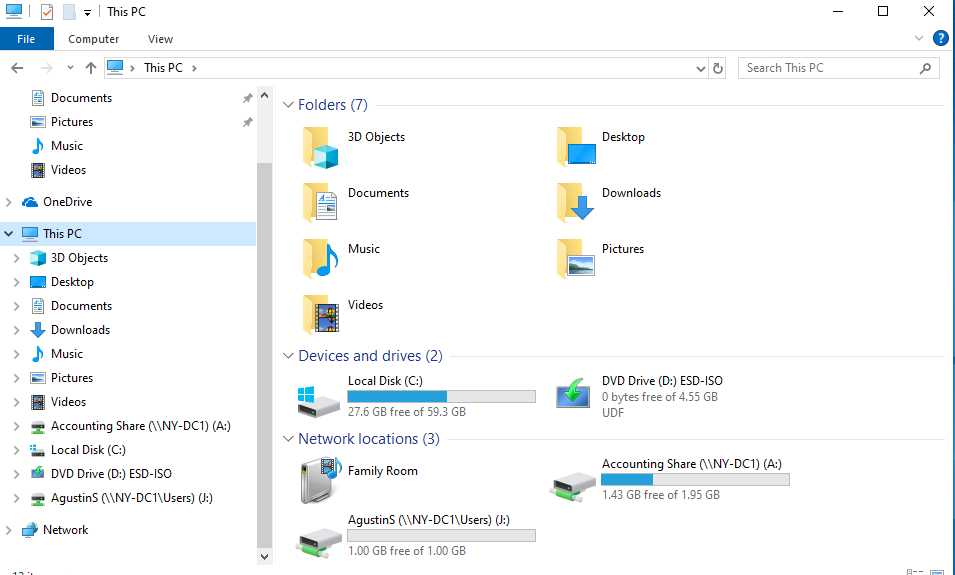 This PC
File Computer View
This PC
Search This PC
Documents
Pictures
Music
Videos
OneDrive
This PC
3D Objects
Desktop
Documents
Downloads
Music
Pictures
Videos
Accounting Share (\\NY-DC1) (A:)
Local Disk (C:)
DVD Drive (D:) ESD-ISO
AgustinS (\\NY-DC1\Users) (J:)
Network
Folders (7)
3D Objects
Desktop
Documents
Downloads
Music
Pictures
Videos
Devices and drives (2)
Local Disk (C:)
27.6 GB free of 59.3 GB
DVD Drive (D:) ESD-ISO
0 bytes free of 4.55 GB
UDF
Network locations (3)
Family Room
Accounting Share (\\NY-DC1) (A:)
1.43 GB free of 1.95 GB
AgustinS (\\NY-DC1\Users) (J:)
1.00 GB free of 1.00 GB